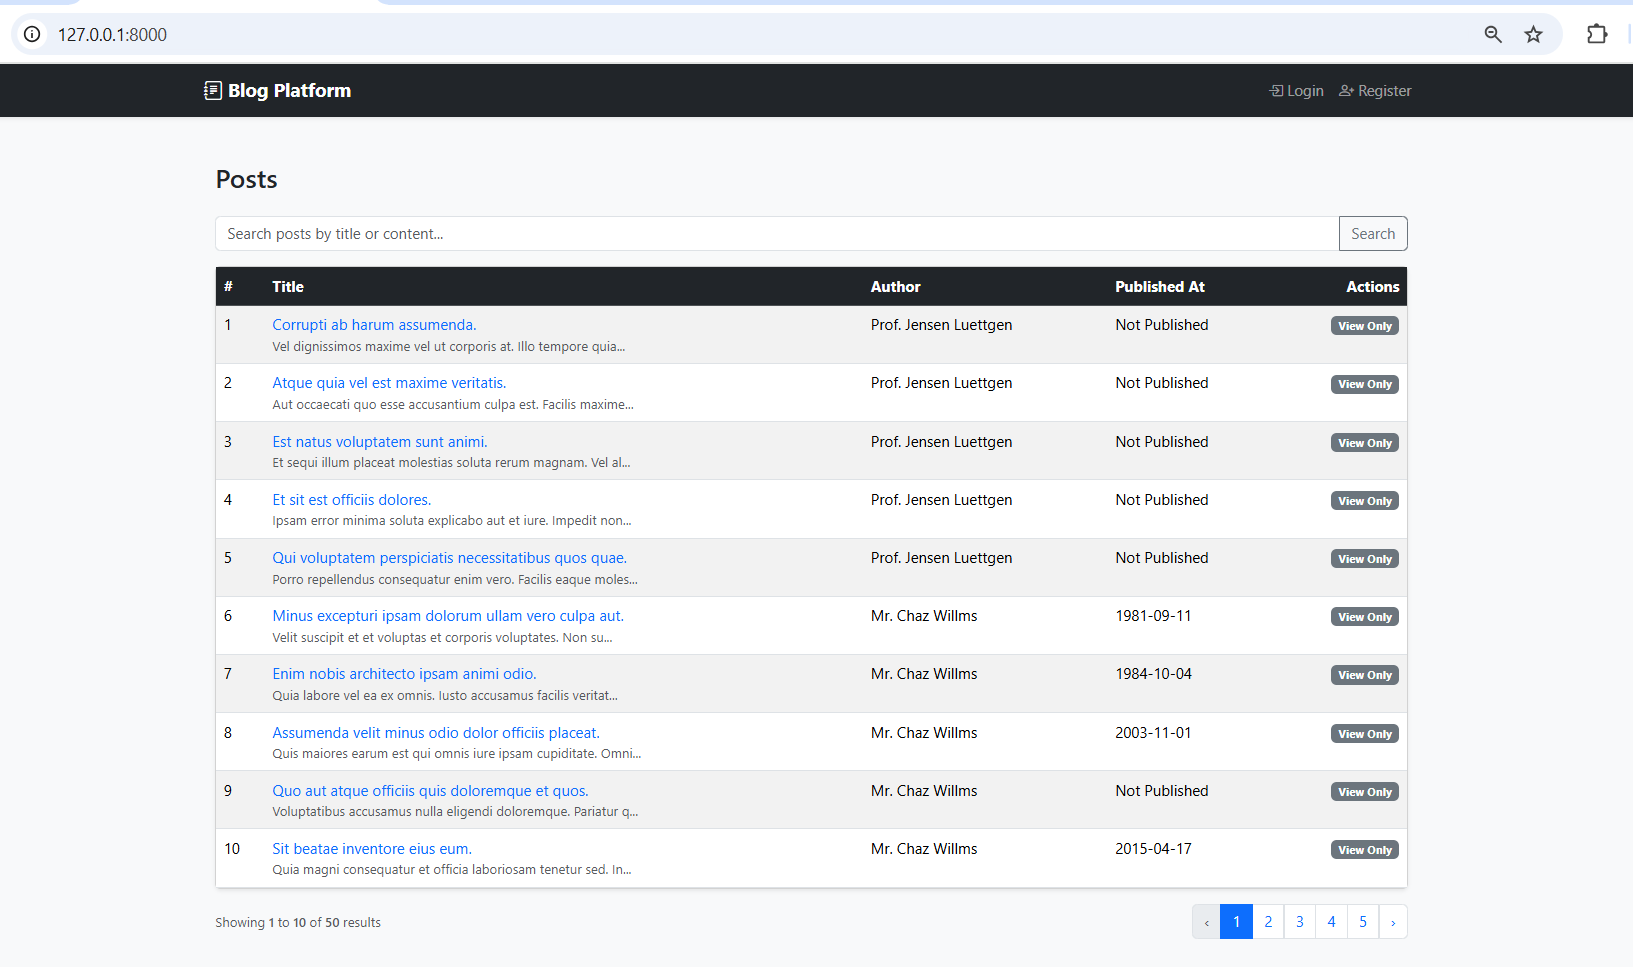 127.0.0.1:8000
Blog Platform Login Register
Posts
Search posts by title or content... Search
# Title Author Published At Actions
1 Corrupti ab harum assumenda. Prof. Jensen Luettgen Not Published View Only
Vel dignissimos maxime vel ut corporis at. Illo tempore quia...
2 Atque quia vel est maxime veritatis. Prof. Jensen Luettgen Not Published View Only
Aut occaecati quo esse accusantium culpa est. Facilis maxime...
3 Est natus voluptatem sunt animi. Prof. Jensen Luettgen Not Published View Only
Et sequi illum placeat molestias soluta rerum magnam. Vel al...
4 Et sit est officiis dolores. Prof. Jensen Luettgen Not Published View Only
Ipsam error minima soluta explicabo aut et iure. Impedit non...
5 Qui voluptatem perspiciatis necessitatibus quos quae. Prof. Jensen Luettgen Not Published View Only
Porro repellendus consequatur enim vero. Facilis eaque moles...
6 Minus excepturi ipsam dolorum ullam vero culpa aut. Mr. Chaz Willms 1981-09-11 View Only
Velit suscipit et et voluptas et corporis voluptates. Non su...
7 Enim nobis architecto ipsam animi odio. Mr. Chaz Willms 1984-10-04 View Only
Quia labore vel ea ex omnis. Iusto accusamus facilis veritat...
8 Assumenda velit minus odio dolor officiis placeat. Mr. Chaz Willms 2003-11-01 View Only
Quis maiores earum est qui omnis iure ipsam cupiditate. Omni...
9 Quo aut atque officiis quis doloremque et quos. Mr. Chaz Willms Not Published View Only
Voluptatibus accusamus nulla eligendi doloremque. Pariatur q...
10 Sit beatae inventore eius eum. Mr. Chaz Willms 2015-04-17 View Only
Quia magni consequatur et officia laboriosam tenetur sed. In...
Showing 1 to 10 of 50 results ‹ 1 2 3 4 5 ›